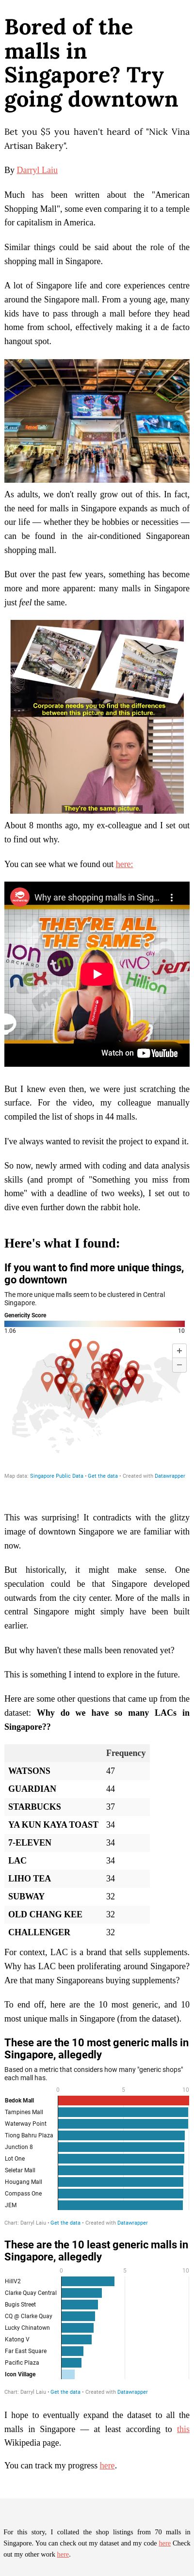 Bored of the
malls in
Singapore? Try
going downtown
Bet you $5 you haven't heard of "Nick Vina
Artisan Bakery".
By Darryl Laiu
Much has been written about the "American
Shopping Mall", some even comparing it to a temple
for capitalism in America.
Similar things could be said about the role of the
shopping mall in Singapore.
A lot of Singapore life and core experiences centre
around the Singapore mall. From a young age, many
kids have to pass through a mall before they head
home from school, effectively making it a de facto
hangout spot.
As adults, we don't really grow out of this. In fact,
the need for malls in Singapore expands as much of
our life — whether they be hobbies or necessities —
can be found in the air-conditioned Singaporean
shopping mall.
But over the past few years, something has become
more and more apparent: many malls in Singapore
just feel the same.
Corporate needs you to find the differences
between this picture and this picture.
They're the same picture.
About 8 months ago, my ex-colleague and I set out
to find out why.
You can see what we found out here:
Why are shopping malls in Sing...
THEY'RE ALL
THE SAME?
ION
ORCHARD
nex
VIVO
jem
Hillion
Watch on YouTube
But I knew even then, we were just scratching the
surface. For the video, my colleague manually
compiled the list of shops in 44 malls.
I've always wanted to revisit the project to expand it.
So now, newly armed with coding and data analysis
skills (and prompt of "Something you miss from
home" with a deadline of two weeks), I set out to
dive even further down the rabbit hole.
Here's what I found:
If you want to find more unique things,
go downtown
The more unique malls seem to be clustered in Central
Singapore.
Genericity Score
1.06 10
+
−
Map data: Singapore Public Data • Get the data • Created with Datawrapper
This was surprising! It contradicts with the glitzy
image of downtown Singapore we are familiar with
now.
But historically, it might make sense. One
speculation could be that Singapore developed
outwards from the city center. More of the malls in
central Singapore might simply have been built
earlier.
But why haven't these malls been renovated yet?
This is something I intend to explore in the future.
Here are some other questions that came up from the
dataset: Why do we have so many LACs in
Singapore??
Frequency
WATSONS 47
GUARDIAN 44
STARBUCKS 37
YA KUN KAYA TOAST 34
7-ELEVEN 34
LAC 34
LIHO TEA 34
SUBWAY 32
OLD CHANG KEE 32
CHALLENGER 32
For context, LAC is a brand that sells supplements.
Why has LAC been proliferating around Singapore?
Are that many Singaporeans buying supplements?
To end off, here are the 10 most generic, and 10
most unique malls in Singapore (from the dataset).
These are the 10 most generic malls in
Singapore, allegedly
Based on a metric that considers how many "generic shops"
each mall has.
0 5 10
Bedok Mall
Tampines Mall
Waterway Point
Tiong Bahru Plaza
Junction 8
Lot One
Seletar Mall
Hougang Mall
Compass One
JEM
Chart: Darryl Laiu • Get the data • Created with Datawrapper
These are the 10 least generic malls in
Singapore, allegedly
0 5 10
HillV2
Clarke Quay Central
Bugis Street
CQ @ Clarke Quay
Lucky Chinatown
Katong V
Far East Square
Pacific Plaza
Icon Village
Chart: Darryl Laiu • Get the data • Created with Datawrapper
I hope to eventually expand the dataset to all the
malls in Singapore — at least according to this
Wikipedia page.
You can track my progress here.
For this story, I collated the shop listings from 70 malls in
Singapore. You can check out my dataset and my code here Check
out my other work here.